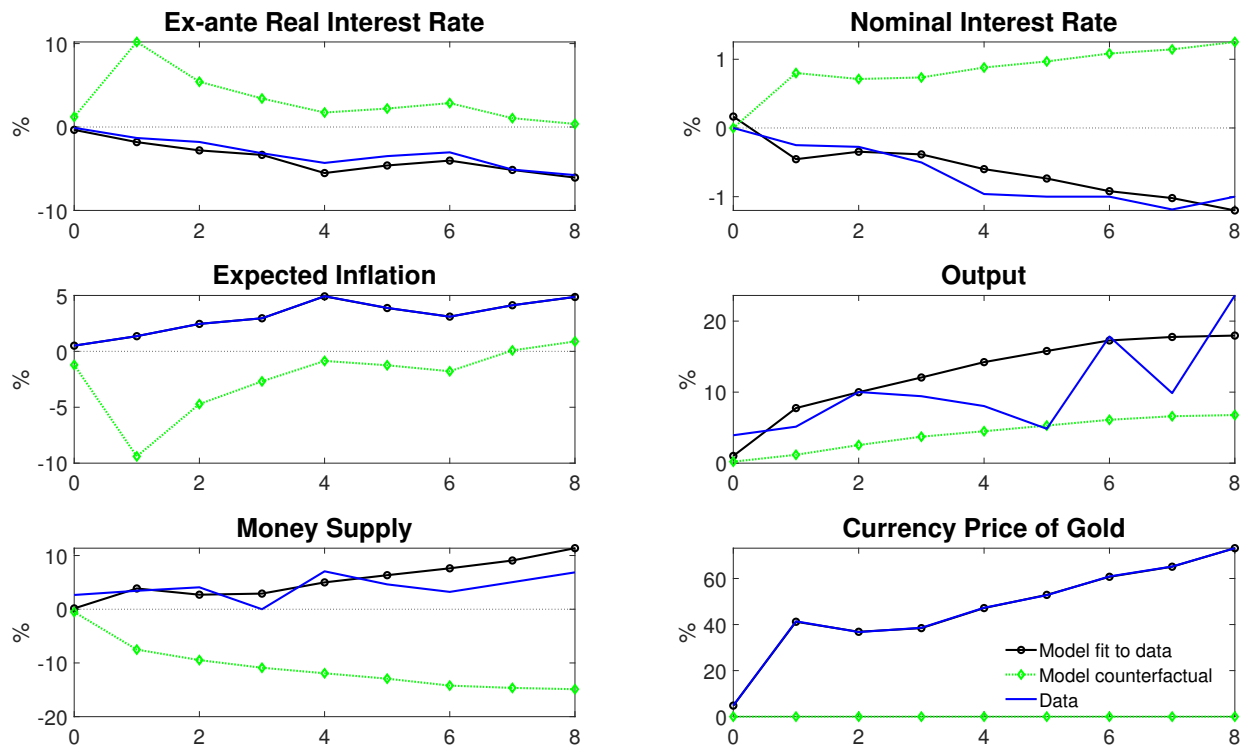 Ex-ante Real Interest Rate
10
0
-10
%
0 2 4 6 8
Nominal Interest Rate
1
0
-1
%
0 2 4 6 8
Expected Inflation
5
0
-5
-10
%
0 2 4 6 8
Output
20
10
0
%
0 2 4 6 8
Money Supply
10
0
-10
-20
%
0 2 4 6 8
Currency Price of Gold
60
40
20
0
%
Model fit to data
Model counterfactual
Data
0 2 4 6 8